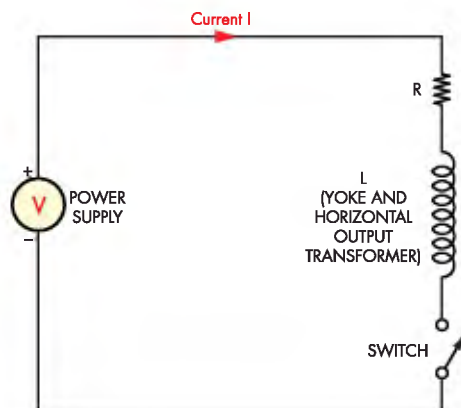 Current I
R
+
V
POWER
SUPPLY
–
L
(YOKE AND
HORIZONTAL
OUTPUT
TRANSFORMER)
SWITCH